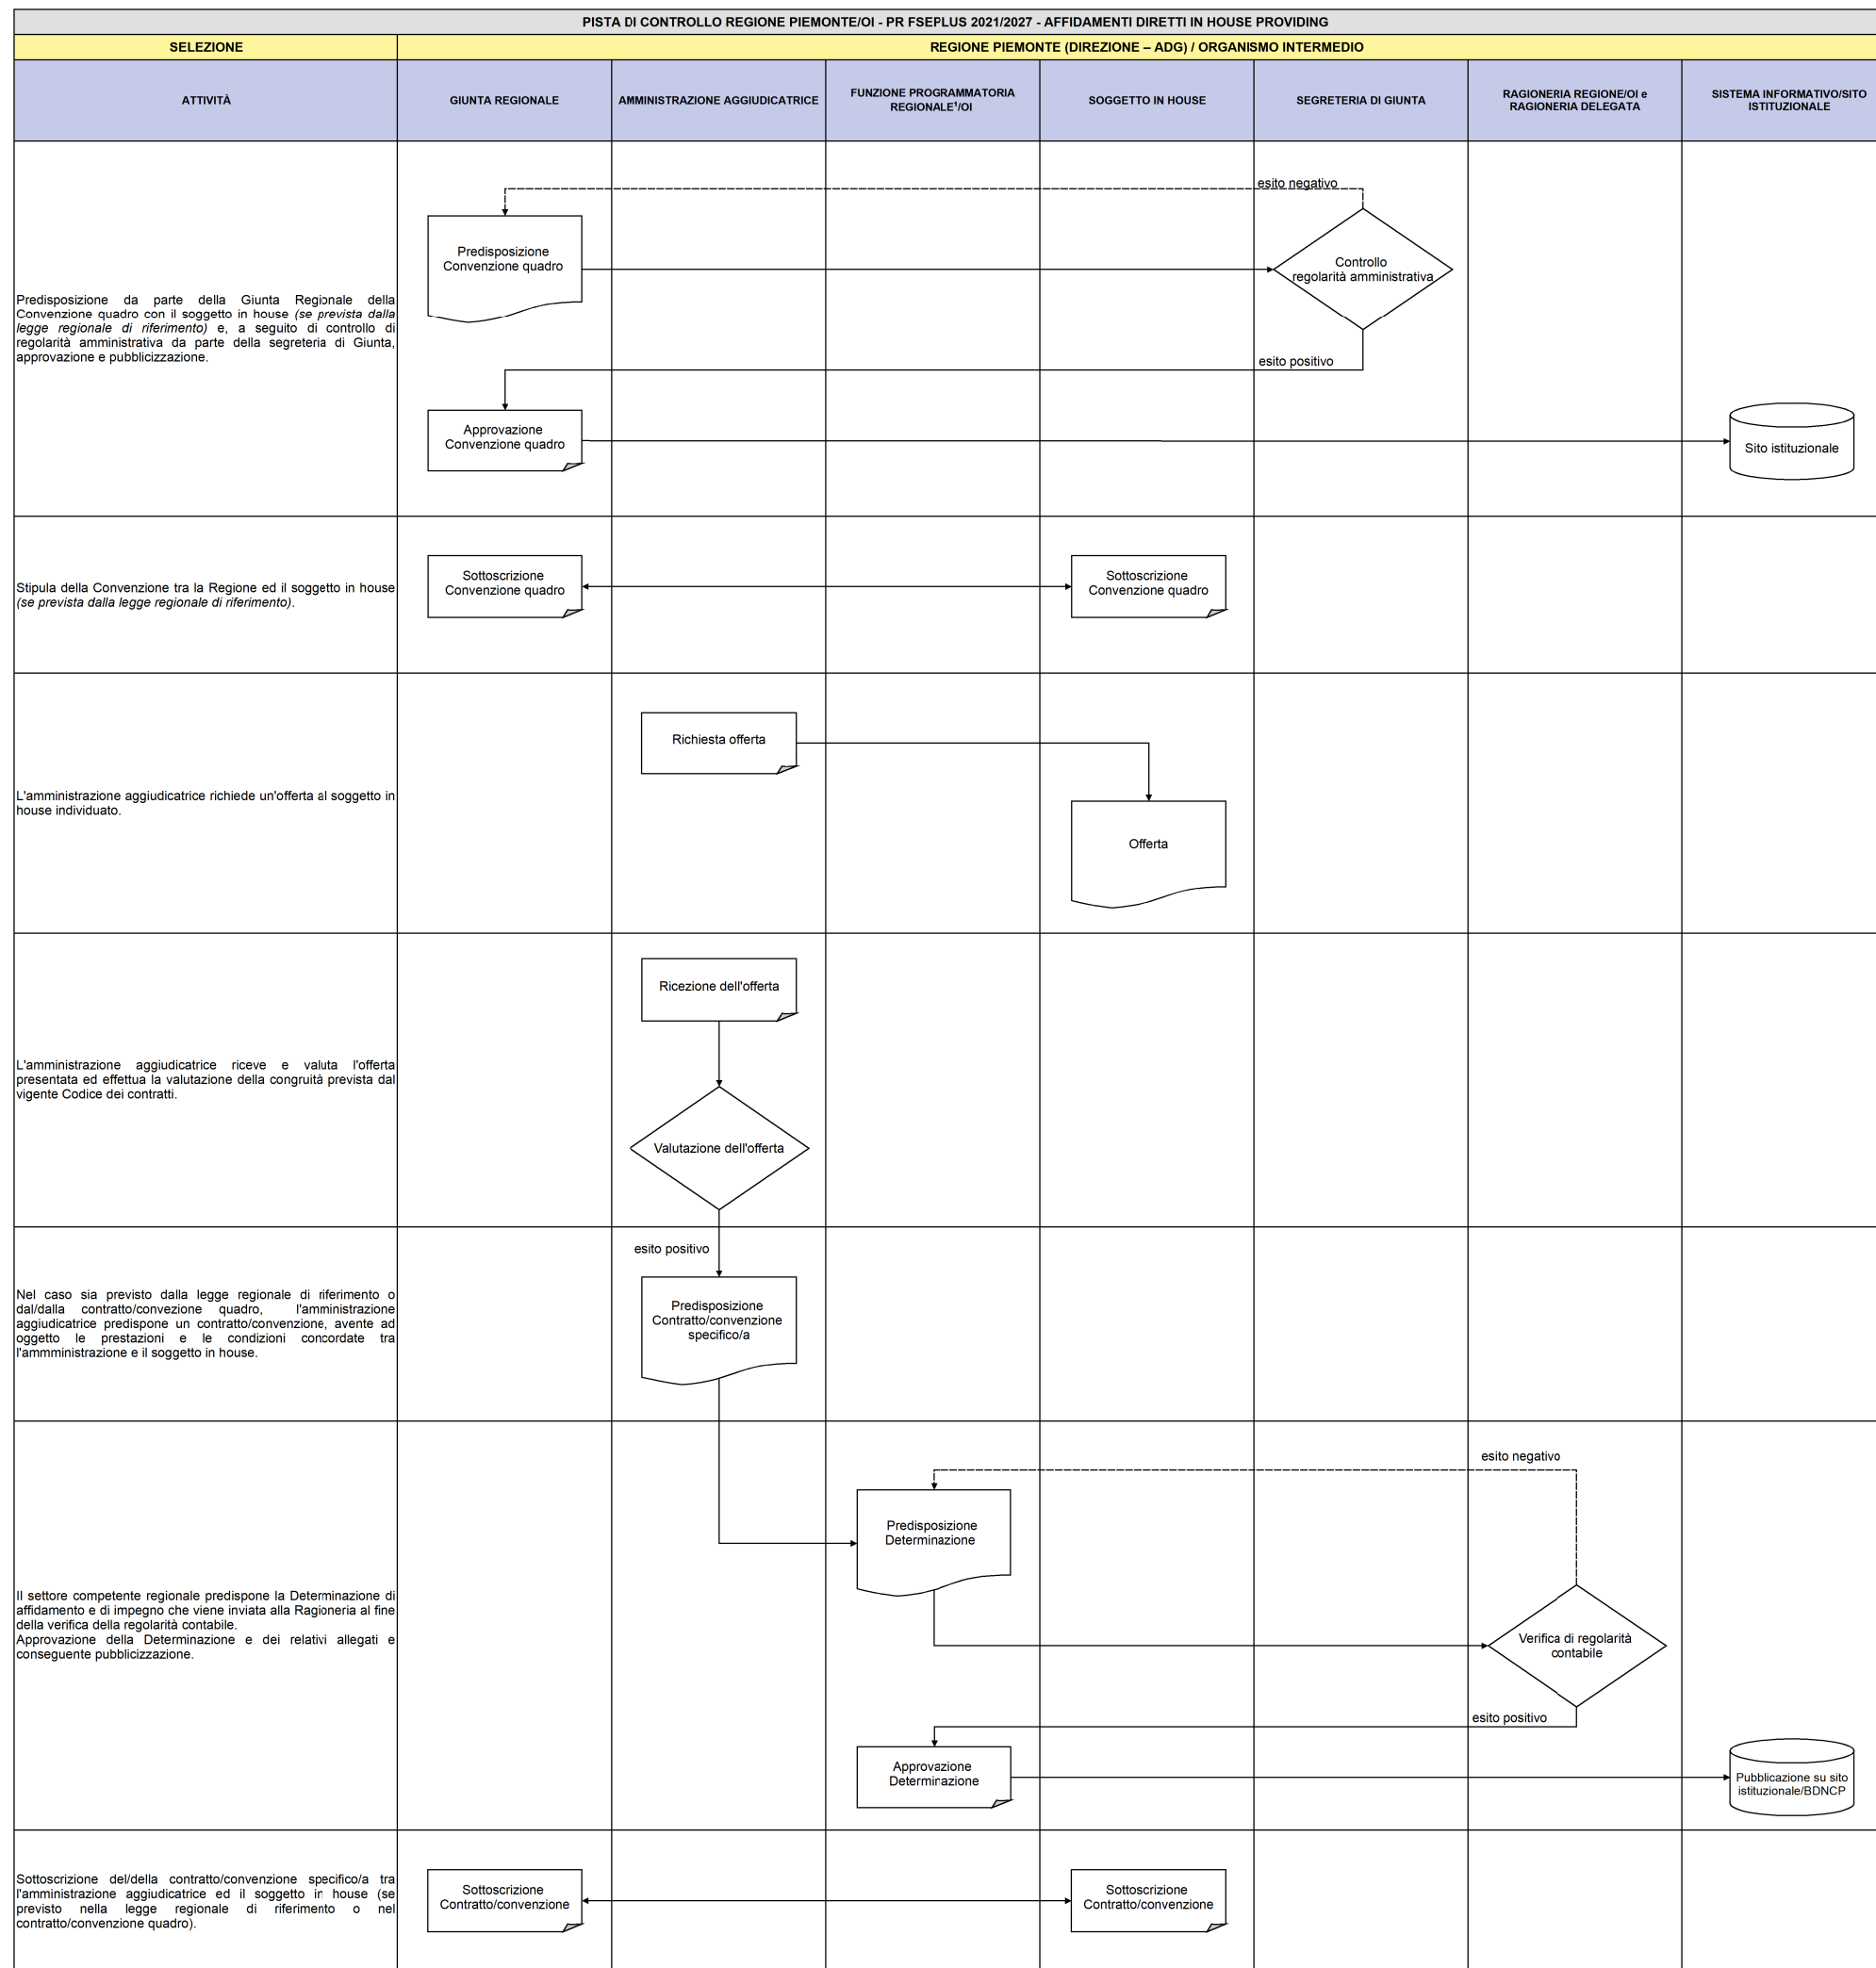 PISTA DI CONTROLLO REGIONE PIEMONTE/OI - PR FSEPLUS 2021/2027 - AFFIDAMENTI DIRETTI IN HOUSE PROVIDING
SELEZIONE
REGIONE PIEMONTE (DIREZIONE – ADG) / ORGANISMO INTERMEDIO
ATTIVITÀ
GIUNTA REGIONALE
AMMINISTRAZIONE AGGIUDICATRICE
FUNZIONE PROGRAMMATORIA
REGIONALE¹/OI
SOGGETTO IN HOUSE
SEGRETERIA DI GIUNTA
RAGIONERIA REGIONE/OI e
RAGIONERIA DELEGATA
SISTEMA INFORMATIVO/SITO
ISTITUZIONALE
Predisposizione da parte della Giunta Regionale della
Convenzione quadro con il soggetto in house (se prevista dalla
legge regionale di riferimento) e, a seguito di controllo di
regolarità amministrativa da parte della segreteria di Giunta,
approvazione e pubblicizzazione.
esito negativo
Predisposizione
Convenzione quadro
Controllo
regolarità amministrativa
esito positivo
Approvazione
Convenzione quadro
Sito istituzionale
Stipula della Convenzione tra la Regione ed il soggetto in house
(se prevista dalla legge regionale di riferimento).
Sottoscrizione
Convenzione quadro
Sottoscrizione
Convenzione quadro
L'amministrazione aggiudicatrice richiede un'offerta al soggetto in
house individuato.
Richiesta offerta
Offerta
L'amministrazione aggiudicatrice riceve e valuta l'offerta
presentata ed effettua la valutazione della congruità prevista dal
vigente Codice dei contratti.
Ricezione dell'offerta
Valutazione dell'offerta
Nel caso sia previsto dalla legge regionale di riferimento o
dal/dalla contratto/convezione quadro, l'amministrazione
aggiudicatrice predispone un contratto/convenzione, avente ad
oggetto le prestazioni e le condizioni concordate tra
l'ammministrazione e il soggetto in house.
esito positivo
Predisposizione
Contratto/convenzione
specifico/a
Il settore competente regionale predispone la Determinazione di
affidamento e di impegno che viene inviata alla Ragioneria al fine
della verifica della regolarità contabile.
Approvazione della Determinazione e dei relativi allegati e
conseguente pubblicizzazione.
esito negativo
Predisposizione
Determinazione
Verifica di regolarità
contabile
esito positivo
Approvazione
Determinazione
Pubblicazione su sito
istituzionale/BDNCP
Sottoscrizione del/della contratto/convenzione specifico/a tra
l'amministrazione aggiudicatrice ed il soggetto in house (se
previsto nella legge regionale di riferimento o nel
contratto/convenzione quadro).
Sottoscrizione
Contratto/convenzione
Sottoscrizione
Contratto/convenzione